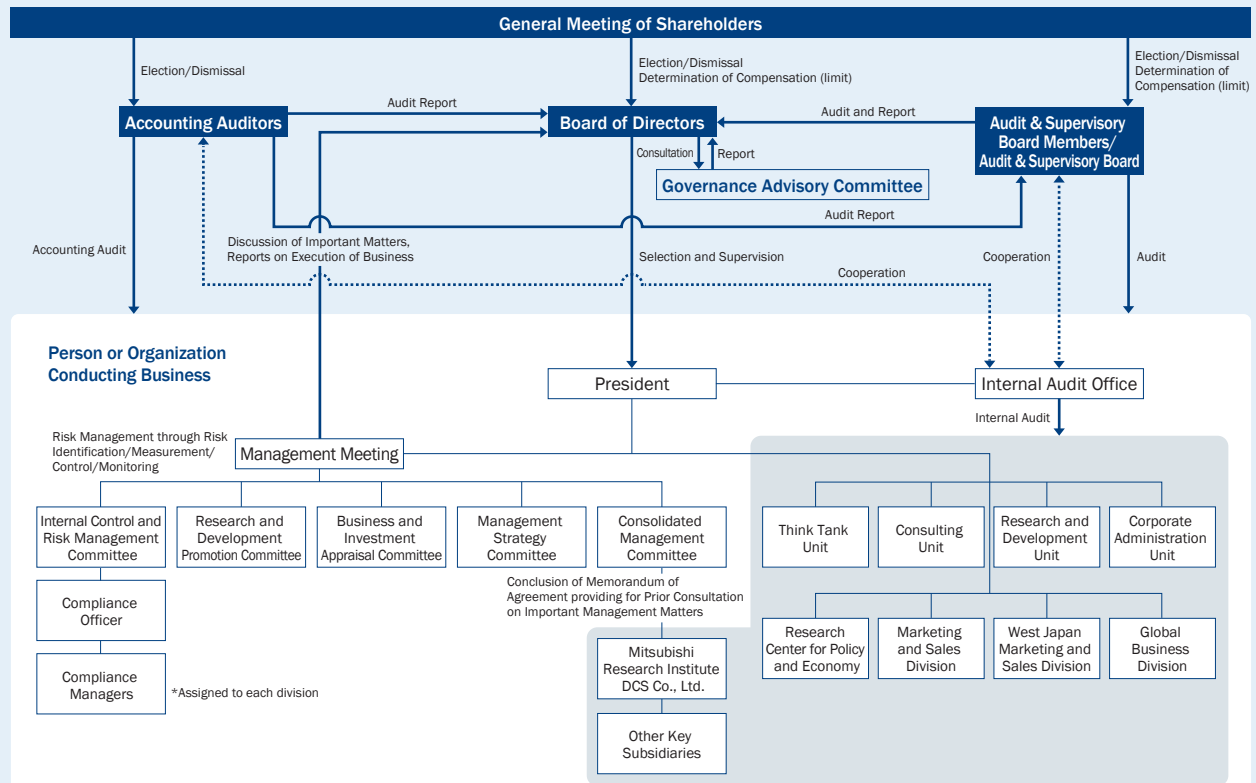 General Meeting of Shareholders
Election/Dismissal
Election/Dismissal
Determination of Compensation (limit)
Election/Dismissal
Determination of
Compensation (limit)
Audit Report
Audit and Report
Accounting Auditors
Board of Directors
Audit & Supervisory
Board Members/
Audit & Supervisory Board
Consultation
Report
Governance Advisory Committee
Audit Report
Accounting Audit
Discussion of Important Matters,
Reports on Execution of Business
Selection and Supervision
Cooperation
Cooperation
Audit
Person or Organization
Conducting Business
President
Internal Audit Office
Internal Audit
Risk Management through Risk
Identification/Measurement/
Control/Monitoring
Management Meeting
Internal Control and
Risk Management
Committee
Research and
Development
Promotion Committee
Business and
Investment
Appraisal Committee
Management
Strategy
Committee
Consolidated
Management
Committee
Think Tank
Unit
Consulting
Unit
Research and
Development
Unit
Corporate
Administration
Unit
Conclusion of Memorandum of
Agreement providing for Prior Consultation
on Important Management Matters
Compliance
Officer
Compliance
Managers
*Assigned to each division
Mitsubishi
Research Institute
DCS Co., Ltd.
Other Key
Subsidiaries
Research
Center for Policy
and Economy
Marketing
and Sales
Division
West Japan
Marketing and
Sales Division
Global
Business
Division